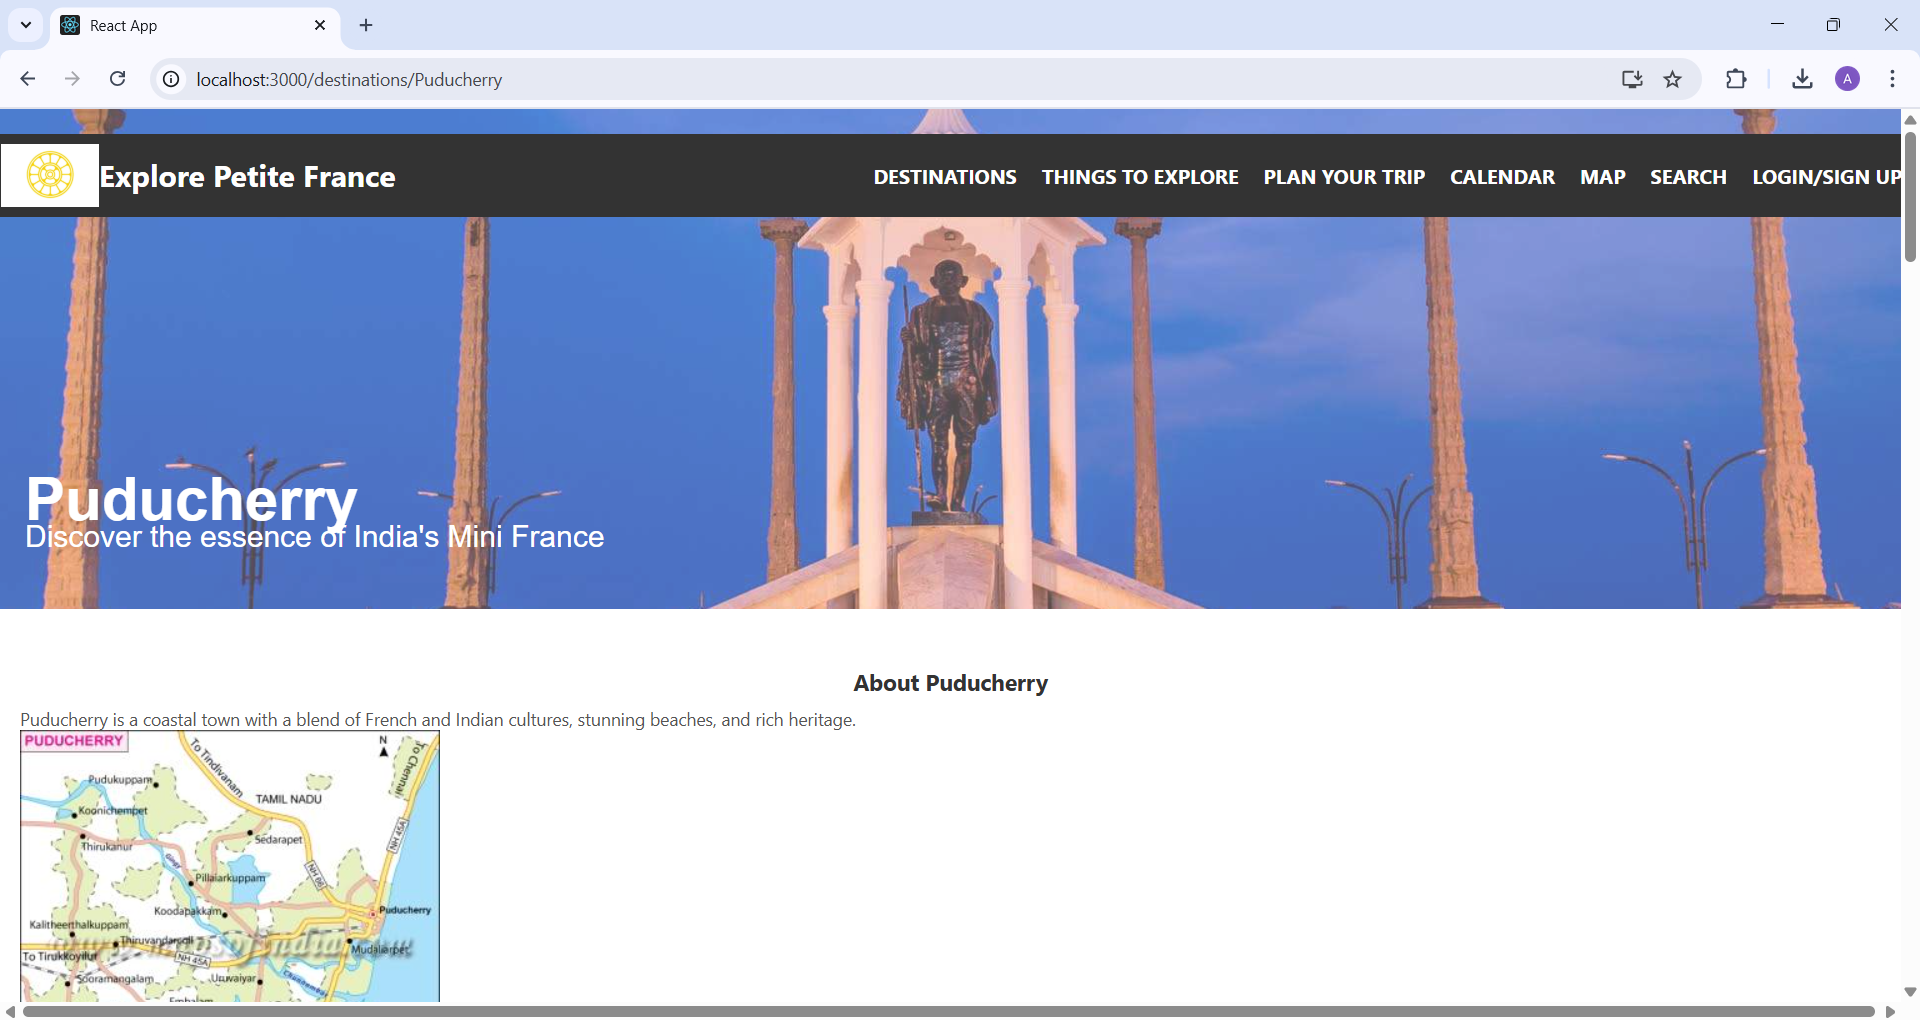 React App
localhost:3000/destinations/Puducherry
A
Explore Petite France
DESTINATIONS THINGS TO EXPLORE PLAN YOUR TRIP CALENDAR MAP SEARCH LOGIN/SIGN UP
Puducherry
Discover the essence of India's Mini France
About Puducherry
Puducherry is a coastal town with a blend of French and Indian cultures, stunning beaches, and rich heritage.
PUDUCHERRY
N
To Tindivanam
To Chennai
Pudukuppam
TAMIL NADU
Koonichempet
NH 45A
Sedarapet
Thirukanur
Gingy
NH 66
Pillaiarkuppam
Koodapakkam
Puducherry
Kalitheerthalkuppam
Thiruvandarcoil
Mudaliarpet
To Tirukkoyilur
NH 45A
Sooramangalam
Uruwaiyar
Embalam